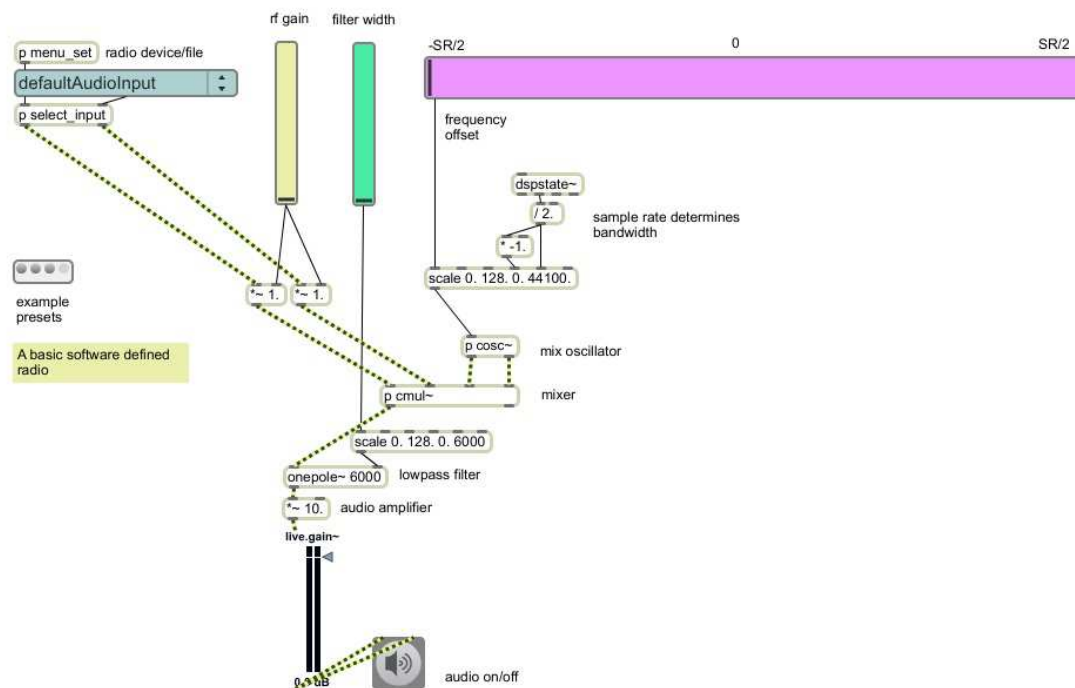 rf gain
filter width
p menu_set
radio device/file
-SR/2
0
SR/2
defaultAudioInput
p select_input
frequency
offset
dspstate~
/ 2.
sample rate determines
bandwidth
* -1.
scale 0. 128. 0. 44100.
*~ 1.
*~ 1.
example
presets
p cosc~
mix oscillator
A basic software defined
radio
p cmul~
mixer
scale 0. 128. 0. 6000
onepole~ 6000
lowpass filter
*~ 10.
audio amplifier
live.gain~
dB
audio on/off